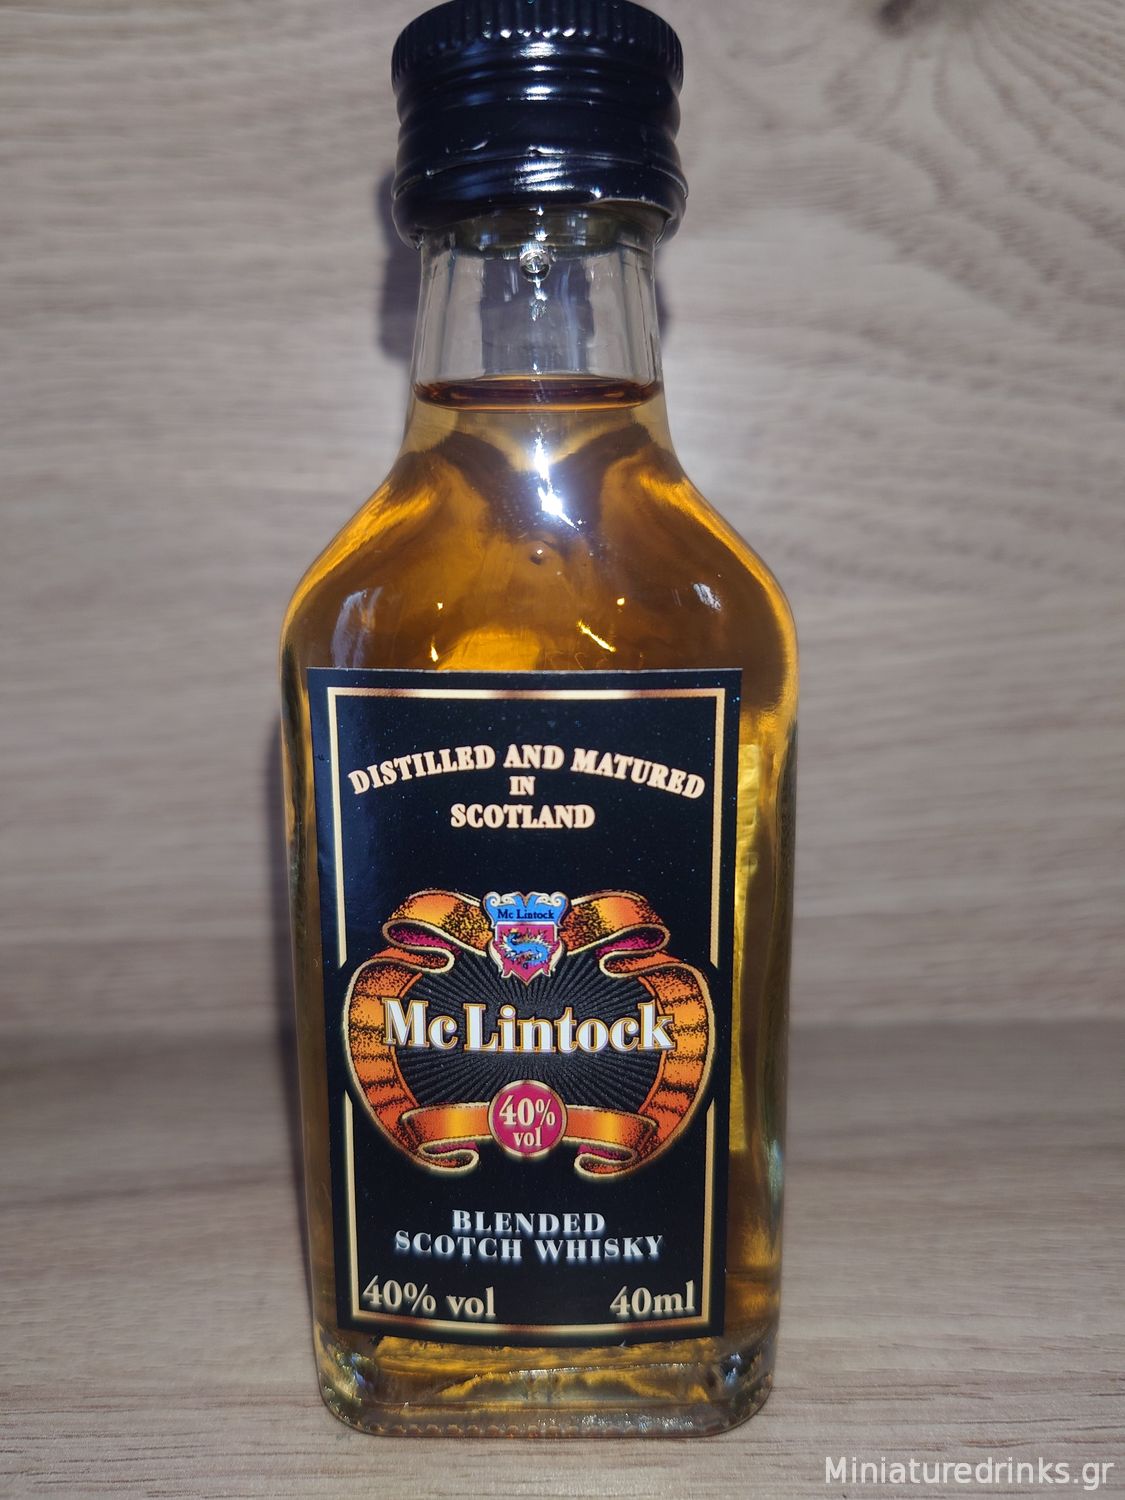 DISTILLED AND MATURED
IN
SCOTLAND
Mc Lintock
Mc Lintock
40%
vol
BLENDED
SCOTCH WHISKY
40% vol 40ml
Miniaturedrinks.gr